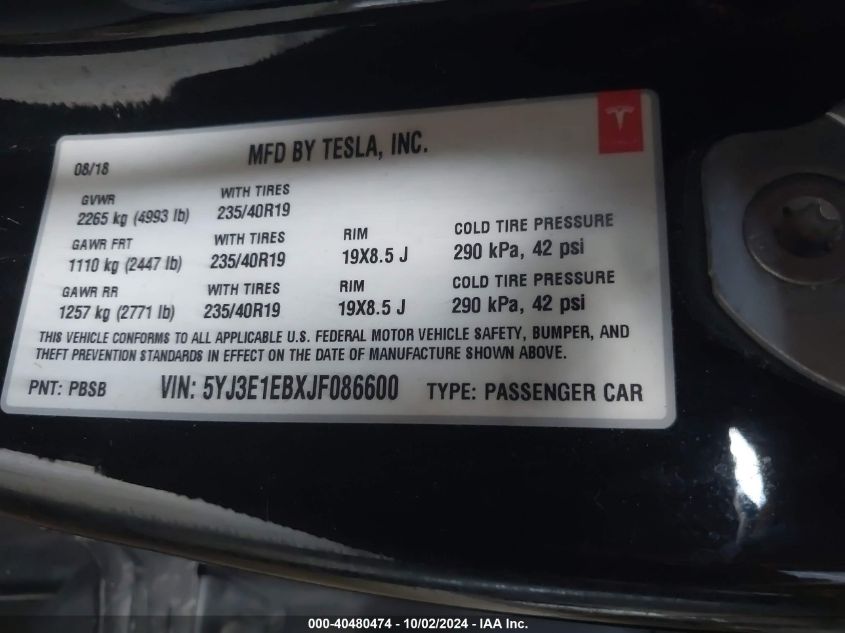 MFD BY TESLA, INC.
08/18
GVWR WITH TIRES
2265 kg (4993 lb) 235/40R19
GAWR FRT WITH TIRES RIM COLD TIRE PRESSURE
1110 kg (2447 lb) 235/40R19 19X8.5 J 290 kPa, 42 psi
GAWR RR WITH TIRES RIM COLD TIRE PRESSURE
1257 kg (2771 lb) 235/40R19 19X8.5 J 290 kPa, 42 psi
THIS VEHICLE CONFORMS TO ALL APPLICABLE U.S. FEDERAL MOTOR VEHICLE SAFETY, BUMPER, AND
THEFT PREVENTION STANDARDS IN EFFECT ON THE DATE OF MANUFACTURE SHOWN ABOVE.
PNT: PBSB VIN: 5YJ3E1EBXJF086600 TYPE: PASSENGER CAR
000-40480474 - 10/02/2024 - IAA Inc.